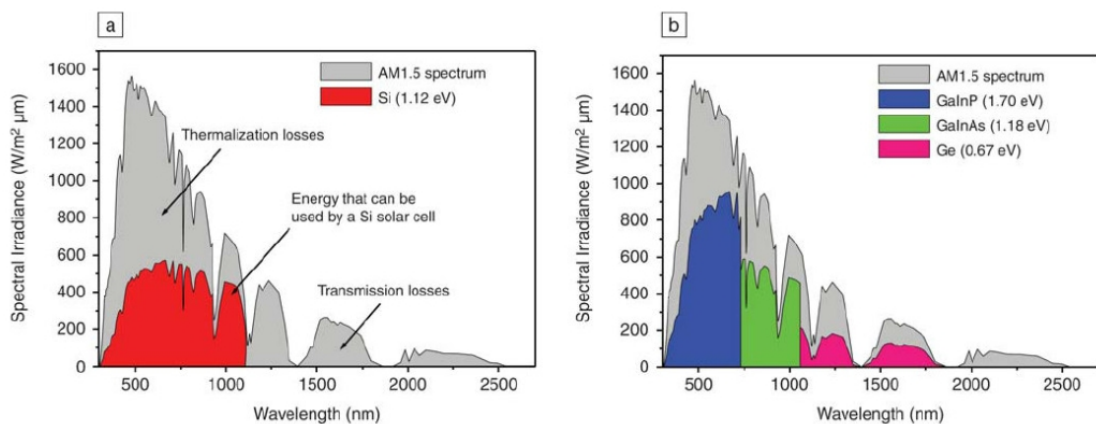 a
1600
1400
1200
1000
800
600
400
200
0
Spectral Irradiance (W/m² µm)
AM1.5 spectrum
Si (1.12 eV)
Thermalization losses
Energy that can be
used by a Si solar cell
Transmission losses
500 1000 1500 2000 2500
Wavelength (nm)
b
1600
1400
1200
1000
800
600
400
200
0
Spectral Irradiance (W/m² µm)
AM1.5 spectrum
GaInP (1.70 eV)
GaInAs (1.18 eV)
Ge (0.67 eV)
500 1000 1500 2000 2500
Wavelength (nm)